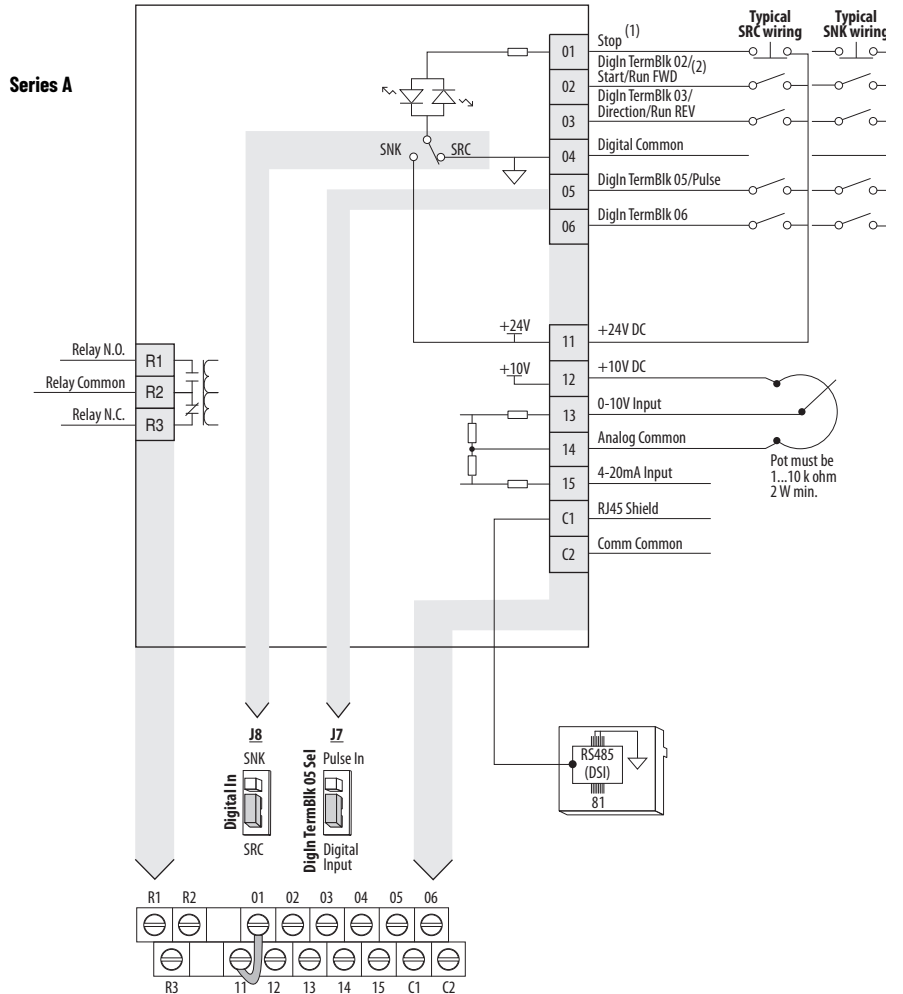 Series A
Typical
SRC wiring
Typical
SNK wiring
01
Stop (1)
02
DigIn TermBlk 02/
Start/Run FWD (2)
03
DigIn TermBlk 03/
Direction/Run REV
SNK
SRC
04
Digital Common
05
DigIn TermBlk 05/Pulse
06
DigIn TermBlk 06
+24V
11
+24V DC
+10V
12
+10V DC
13
0-10V Input
14
Analog Common
15
4-20mA Input
C1
RJ45 Shield
C2
Comm Common
Pot must be
1...10 k ohm
2 W min.
Relay N.O.
R1
Relay Common
R2
Relay N.C.
R3
J8
SNK
Digital In
SRC
J7
Pulse In
DigIn TermBlk 05 Sel
Digital
Input
RS485
(DSI)
81
R1 R2 01 02 03 04 05 06
R3 11 12 13 14 15 C1 C2